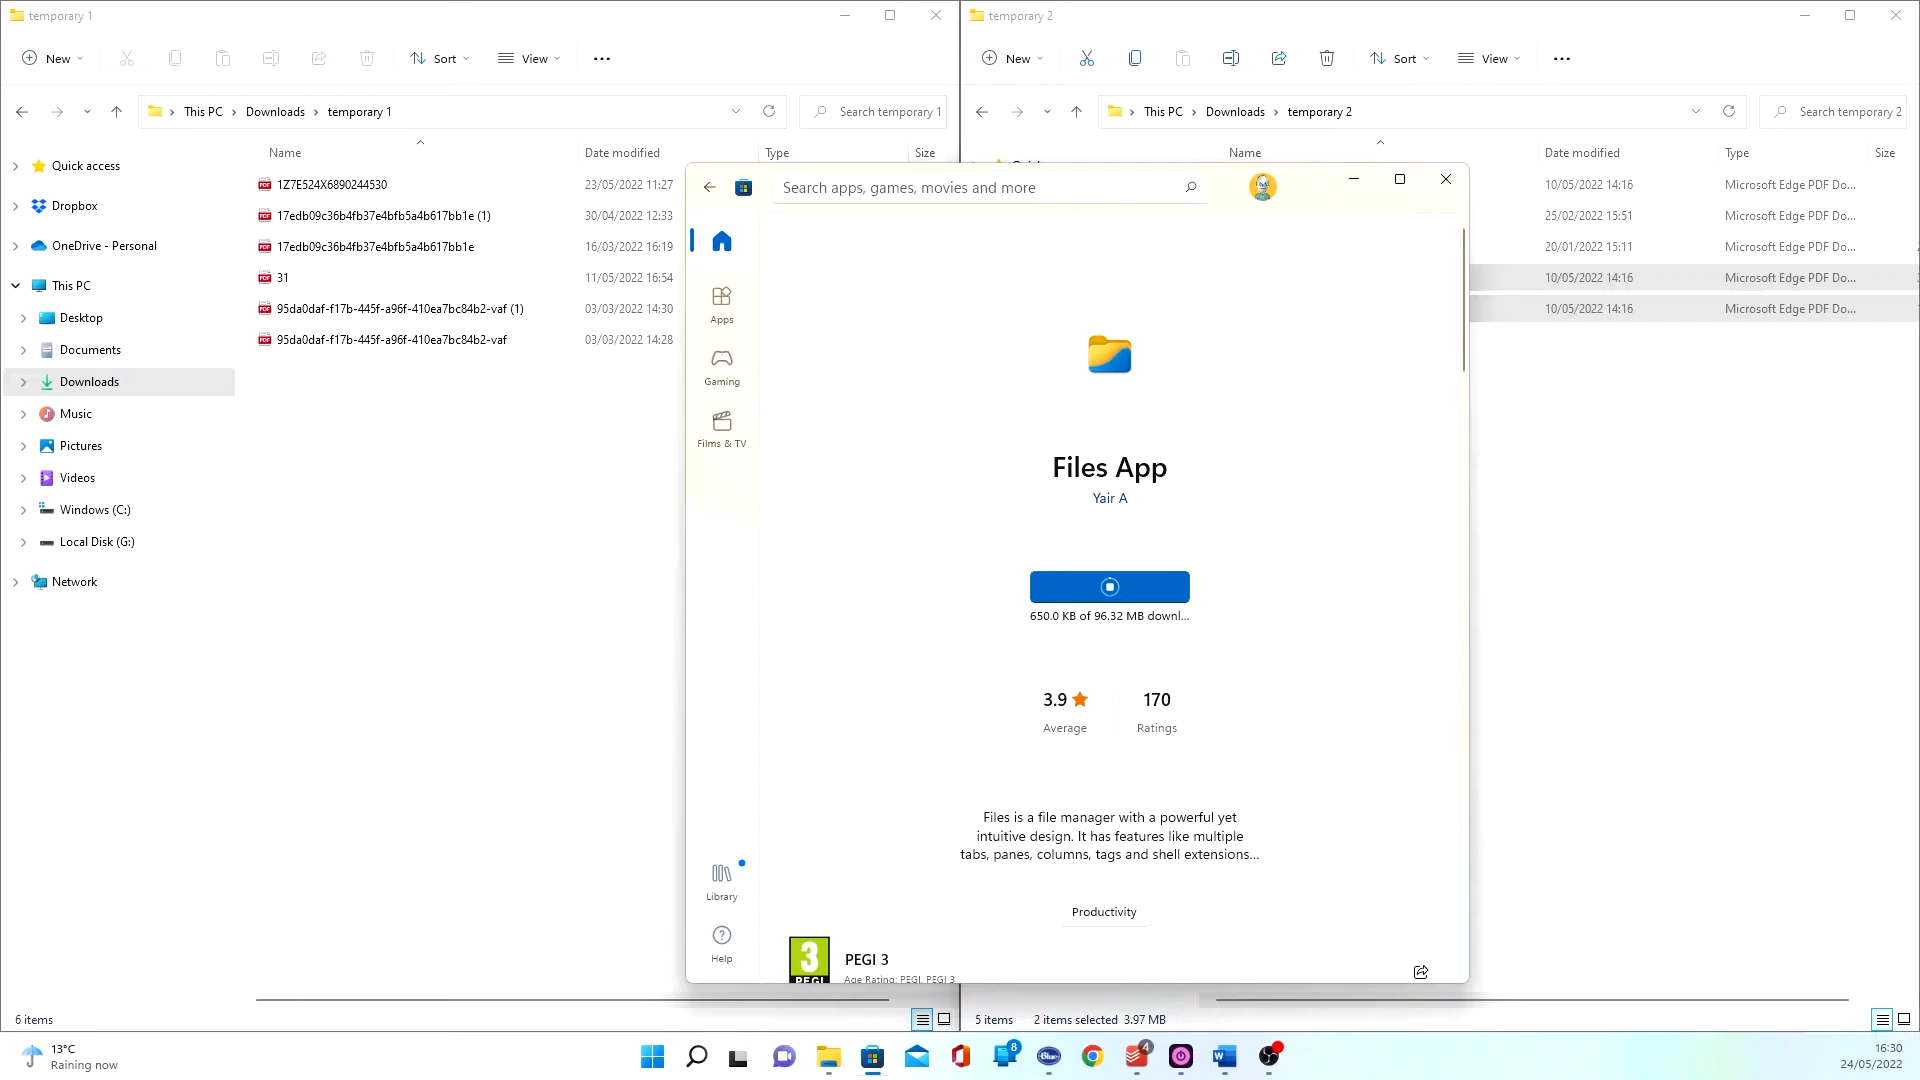 temporary 1
New
Sort
View
This PC
Downloads
temporary 1
Search temporary 1
Name
Date modified
Type
Size
Quick access
Dropbox
OneDrive - Personal
This PC
Desktop
Documents
Downloads
Music
Pictures
Videos
Windows (C:)
Local Disk (G:)
Network
1Z7E524X6890244530 23/05/2022 11:27
17edb09c36b4fb37e4bfb5a4b617bb1e (1) 30/04/2022 12:33
17edb09c36b4fb37e4bfb5a4b617bb1e 16/03/2022 16:19
31 11/05/2022 16:54
95da0daf-f17b-445f-a96f-410ea7bc84b2-vaf (1) 03/03/2022 14:30
95da0daf-f17b-445f-a96f-410ea7bc84b2-vaf 03/03/2022 14:28
6 items
temporary 2
New
Sort
View
This PC
Downloads
temporary 2
Search temporary 2
Name
Date modified
Type
Size
10/05/2022 14:16 Microsoft Edge PDF Do...
25/02/2022 15:51 Microsoft Edge PDF Do...
20/01/2022 15:11 Microsoft Edge PDF Do...
10/05/2022 14:16 Microsoft Edge PDF Do...
10/05/2022 14:16 Microsoft Edge PDF Do...
5 items 2 items selected 3.97 MB
Search apps, games, movies and more
Apps
Gaming
Films & TV
Library
Help
Files App
Yair A
650.0 KB of 96.32 MB downl...
3.9
Average
170
Ratings
Files is a file manager with a powerful yet
intuitive design. It has features like multiple
tabs, panes, columns, tags and shell extensions...
Productivity
3
PEGI
PEGI 3
Age Rating: PEGI, PEGI 3
13°C
Raining now
8
4
16:30
24/05/2022